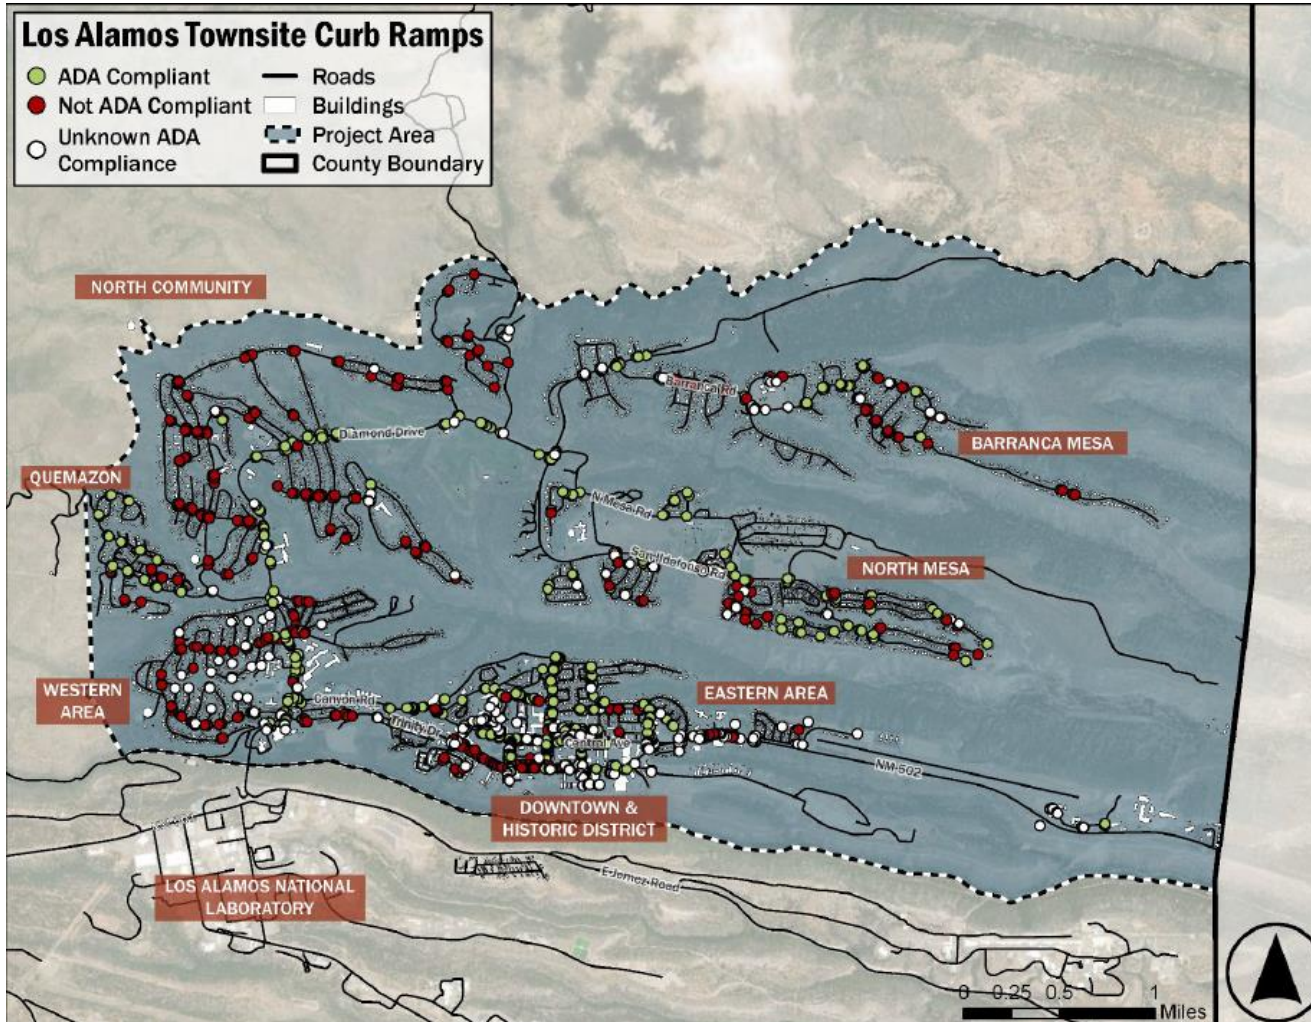 Los Alamos Townsite Curb Ramps
ADA Compliant
Not ADA Compliant
Unknown ADA
Compliance
Roads
Buildings
Project Area
County Boundary
NORTH COMMUNITY
Barranca Rd
Diamond Drive
BARRANCA MESA
QUEMAZON
N Mesa Rd
San Ildefonso Rd
NORTH MESA
WESTERN
AREA
EASTERN AREA
Canyon Rd
Trinity Dr
Central Ave
NM 502
DOWNTOWN &
HISTORIC DISTRICT
E Jemez Road
LOS ALAMOS NATIONAL
LABORATORY
0 0.25 0.5 1
Miles